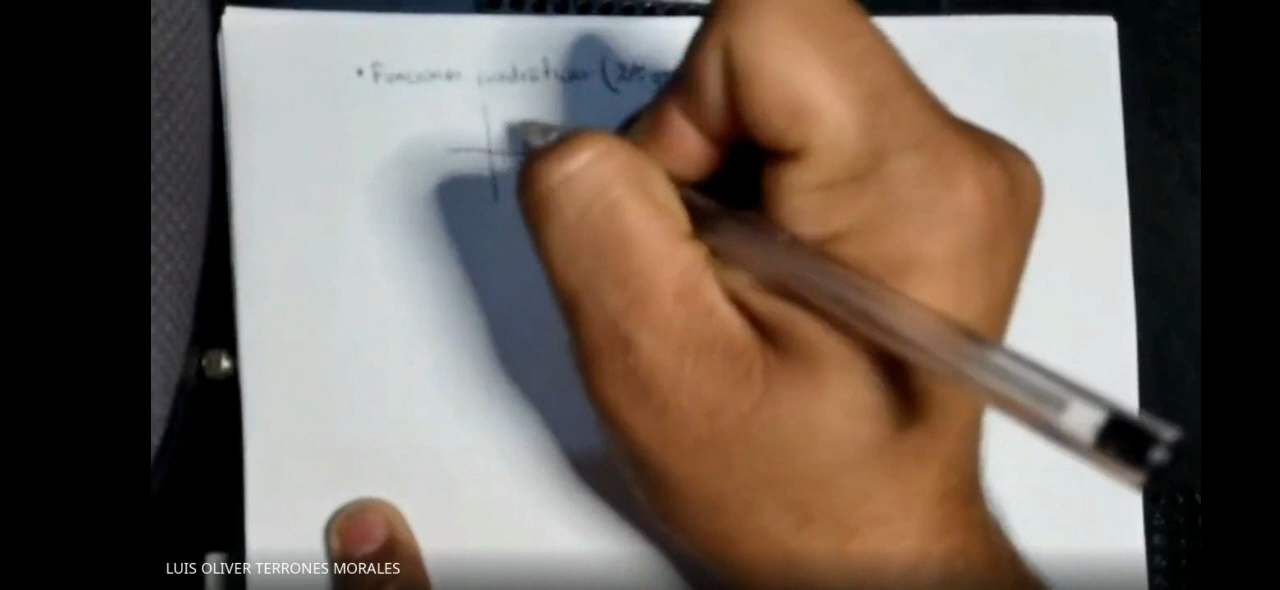 • Funciones cuadráticas (
LUIS OLIVER TERRONES MORALES